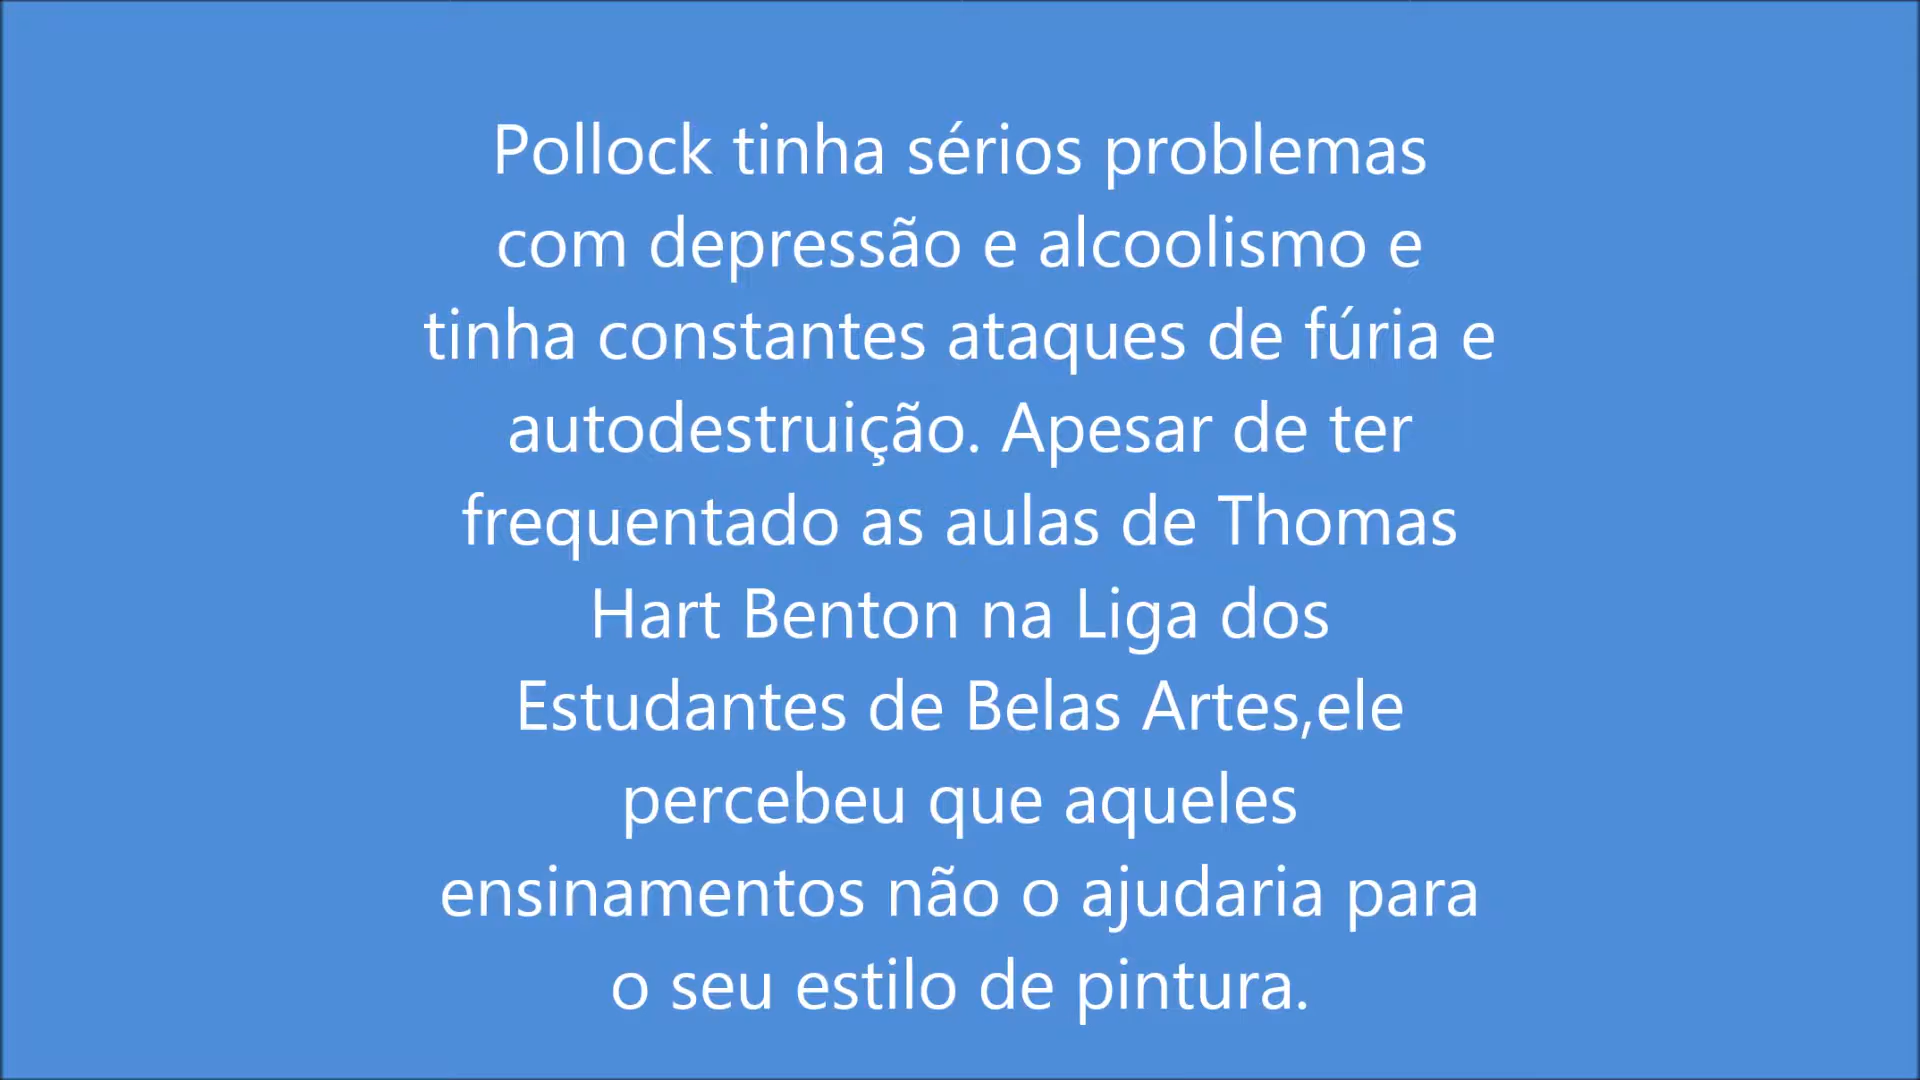 Pollock tinha sérios problemas
com depressão e alcoolismo e
tinha constantes ataques de fúria e
autodestruição. Apesar de ter
frequentado as aulas de Thomas
Hart Benton na Liga dos
Estudantes de Belas Artes,ele
percebeu que aqueles
ensinamentos não o ajudaria para
o seu estilo de pintura.